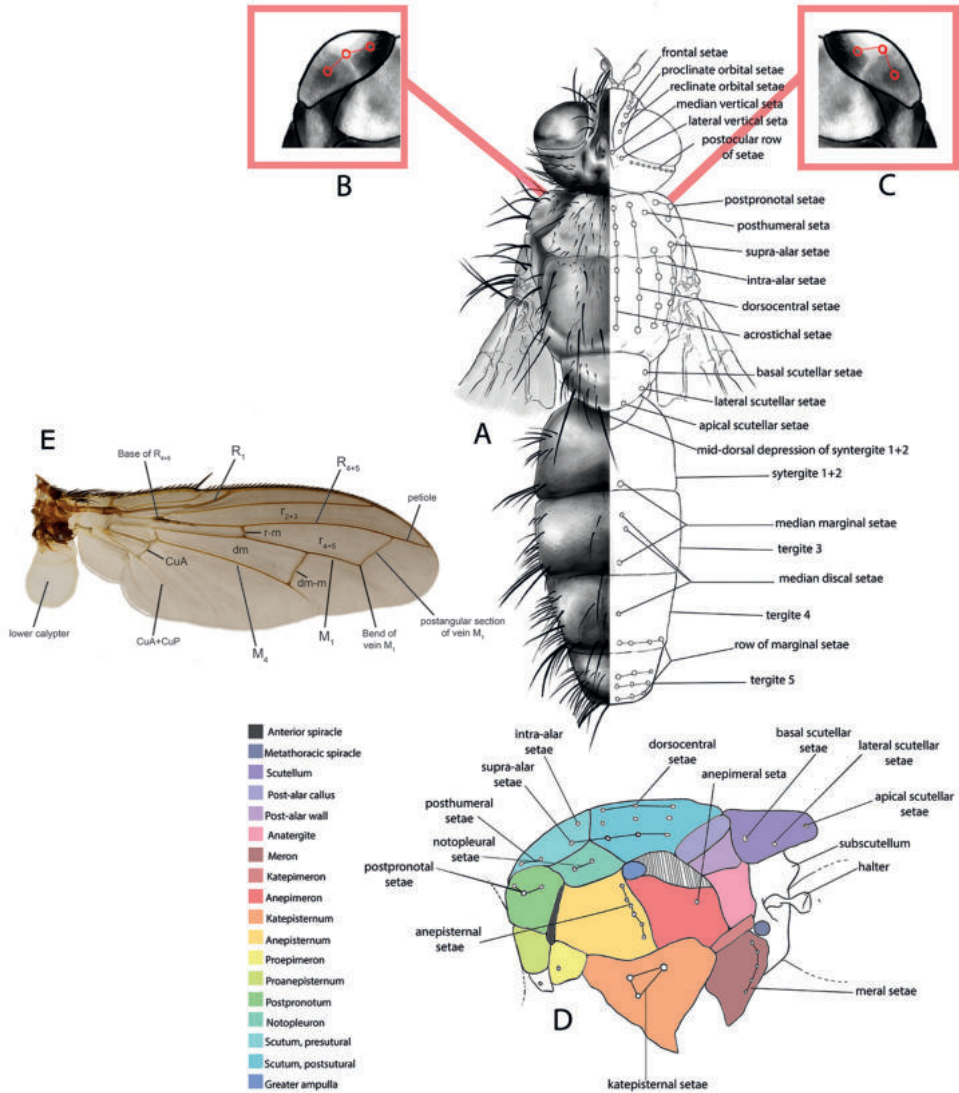 B
C
frontal setae
proclinate orbital setae
reclinate orbital setae
median vertical seta
lateral vertical seta
postocular row
of setae
postpronotal setae
posthumeral seta
supra-alar setae
intra-alar setae
dorsocentral setae
acrostichal setae
basal scutellar setae
lateral scutellar setae
apical scutellar setae
mid-dorsal depression of syntergite 1+2
sytergite 1+2
median marginal setae
tergite 3
median discal setae
tergite 4
row of marginal setae
tergite 5
A
E
Base of R4+5
R1
R4+5
petiole
r2+3
r-m
r4+5
CuA
dm
dm-m
lower calypter
CuA+CuP
M4
M1
Bend of
vein M1
postangular section
of vein M1
Anterior spiracle
Metathoracic spiracle
Scutellum
Post-alar callus
Post-alar wall
Anatergite
Meron
Katepimeron
Anepimeron
Katepisternum
Anepisternum
Proepimeron
Proanepisternum
Postpronotum
Notopleuron
Scutum, presutural
Scutum, postsutural
Greater ampulla
intra-alar
setae
supra-alar
setae
posthumeral
setae
notopleural
setae
postpronotal
setae
anepisternal
setae
dorsocentral
setae
anepimeral seta
basal scutellar
setae
lateral scutellar
setae
apical scutellar
setae
subscutellum
halter
meral setae
katepisternal setae
D